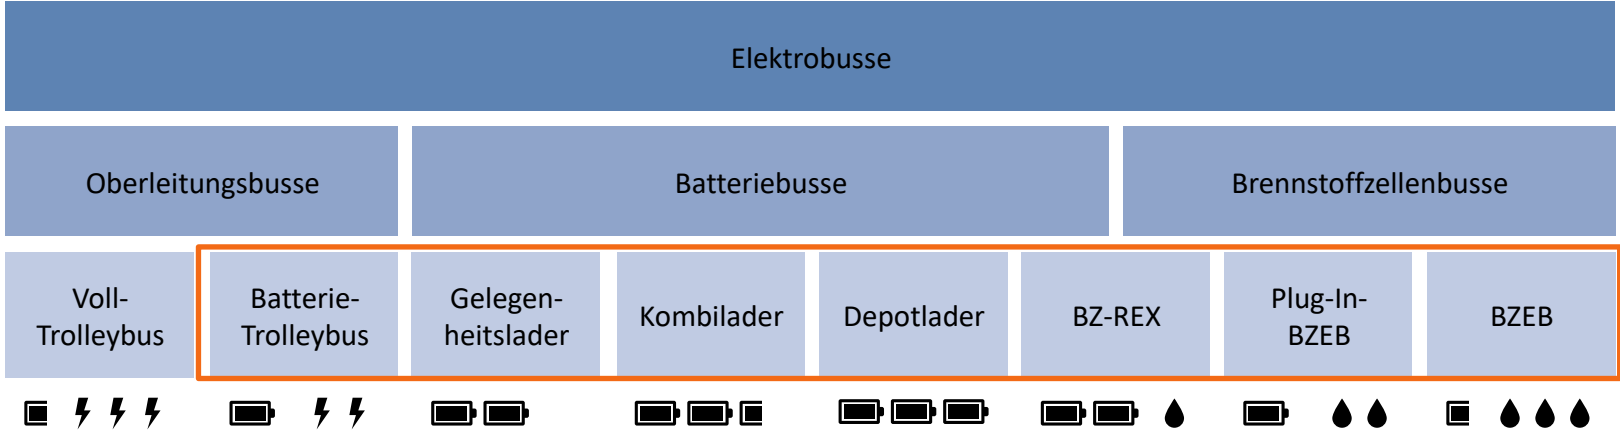 Elektrobusse
Oberleitungsbusse
Batteriebusse
Brennstoffzellenbusse
Voll-
Trolleybus
Batterie-
Trolleybus
Gelegen-
heitslader
Kombilader
Depotlader
BZ-REX
Plug-In-
BZEB
BZEB